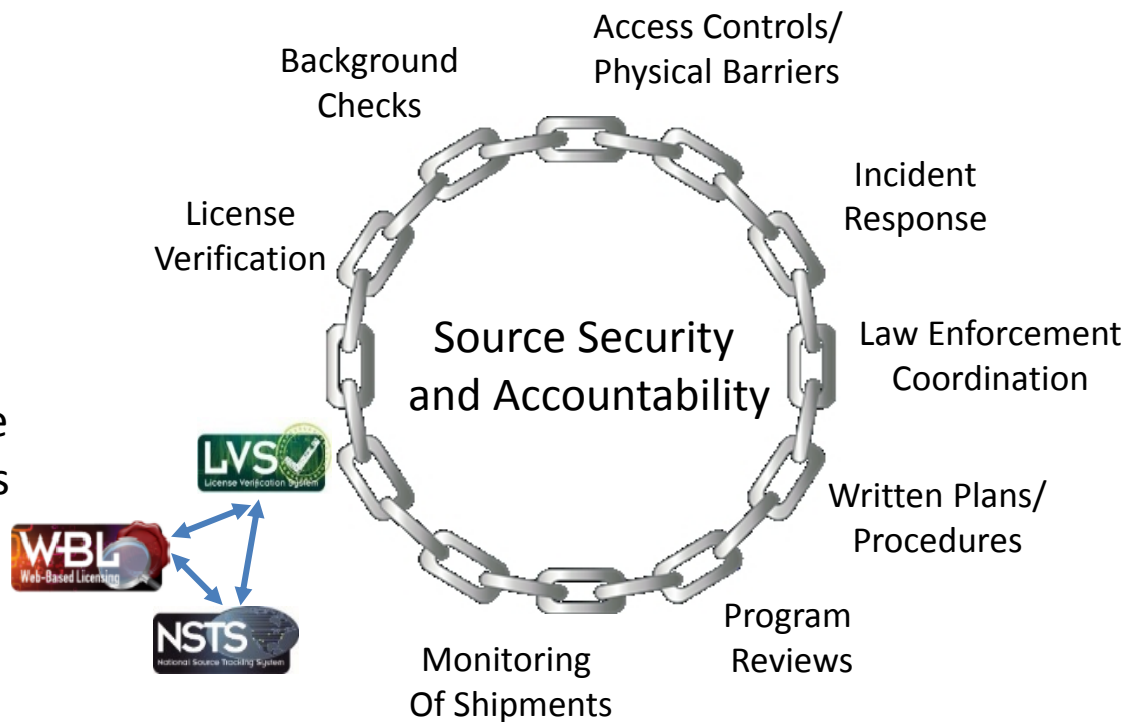 Access Controls/
Physical Barriers
Background
Checks
Incident
Response
License
Verification
Source Security
and Accountability
Law Enforcement
Coordination
e
s
LVS
License Verification System
WBL
Web-Based Licensing
NSTS
National Source Tracking System
Written Plans/
Procedures
Program
Reviews
Monitoring
Of Shipments